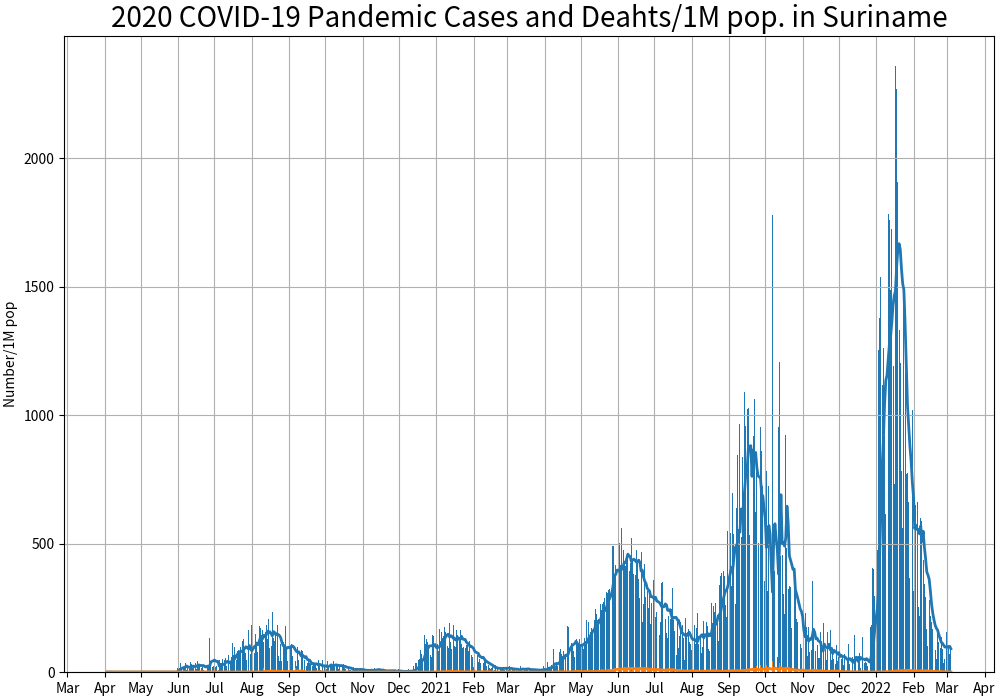 2020 COVID-19 Pandemic Cases and Deahts/1M pop. in Suriname
Number/1M pop
2000
1500
1000
500
0
Mar Apr May Jun Jul Aug Sep Oct Nov Dec 2021 Feb Mar Apr May Jun Jul Aug Sep Oct Nov Dec 2022 Feb Mar Apr